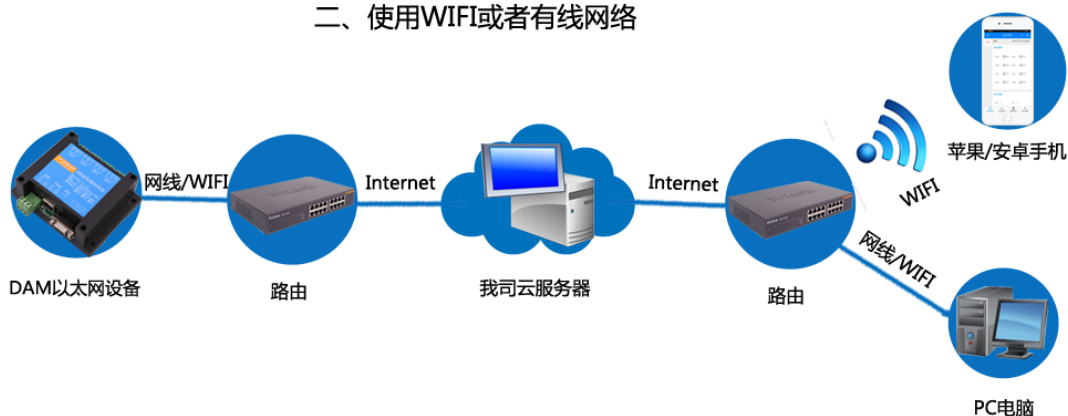 二、使用WIFI或者有线网络
苹果/安卓手机
网线/WIFI
Internet
Internet
WIFI
网线/WIFI
DAM以太网设备
路由
我司云服务器
路由
PC电脑